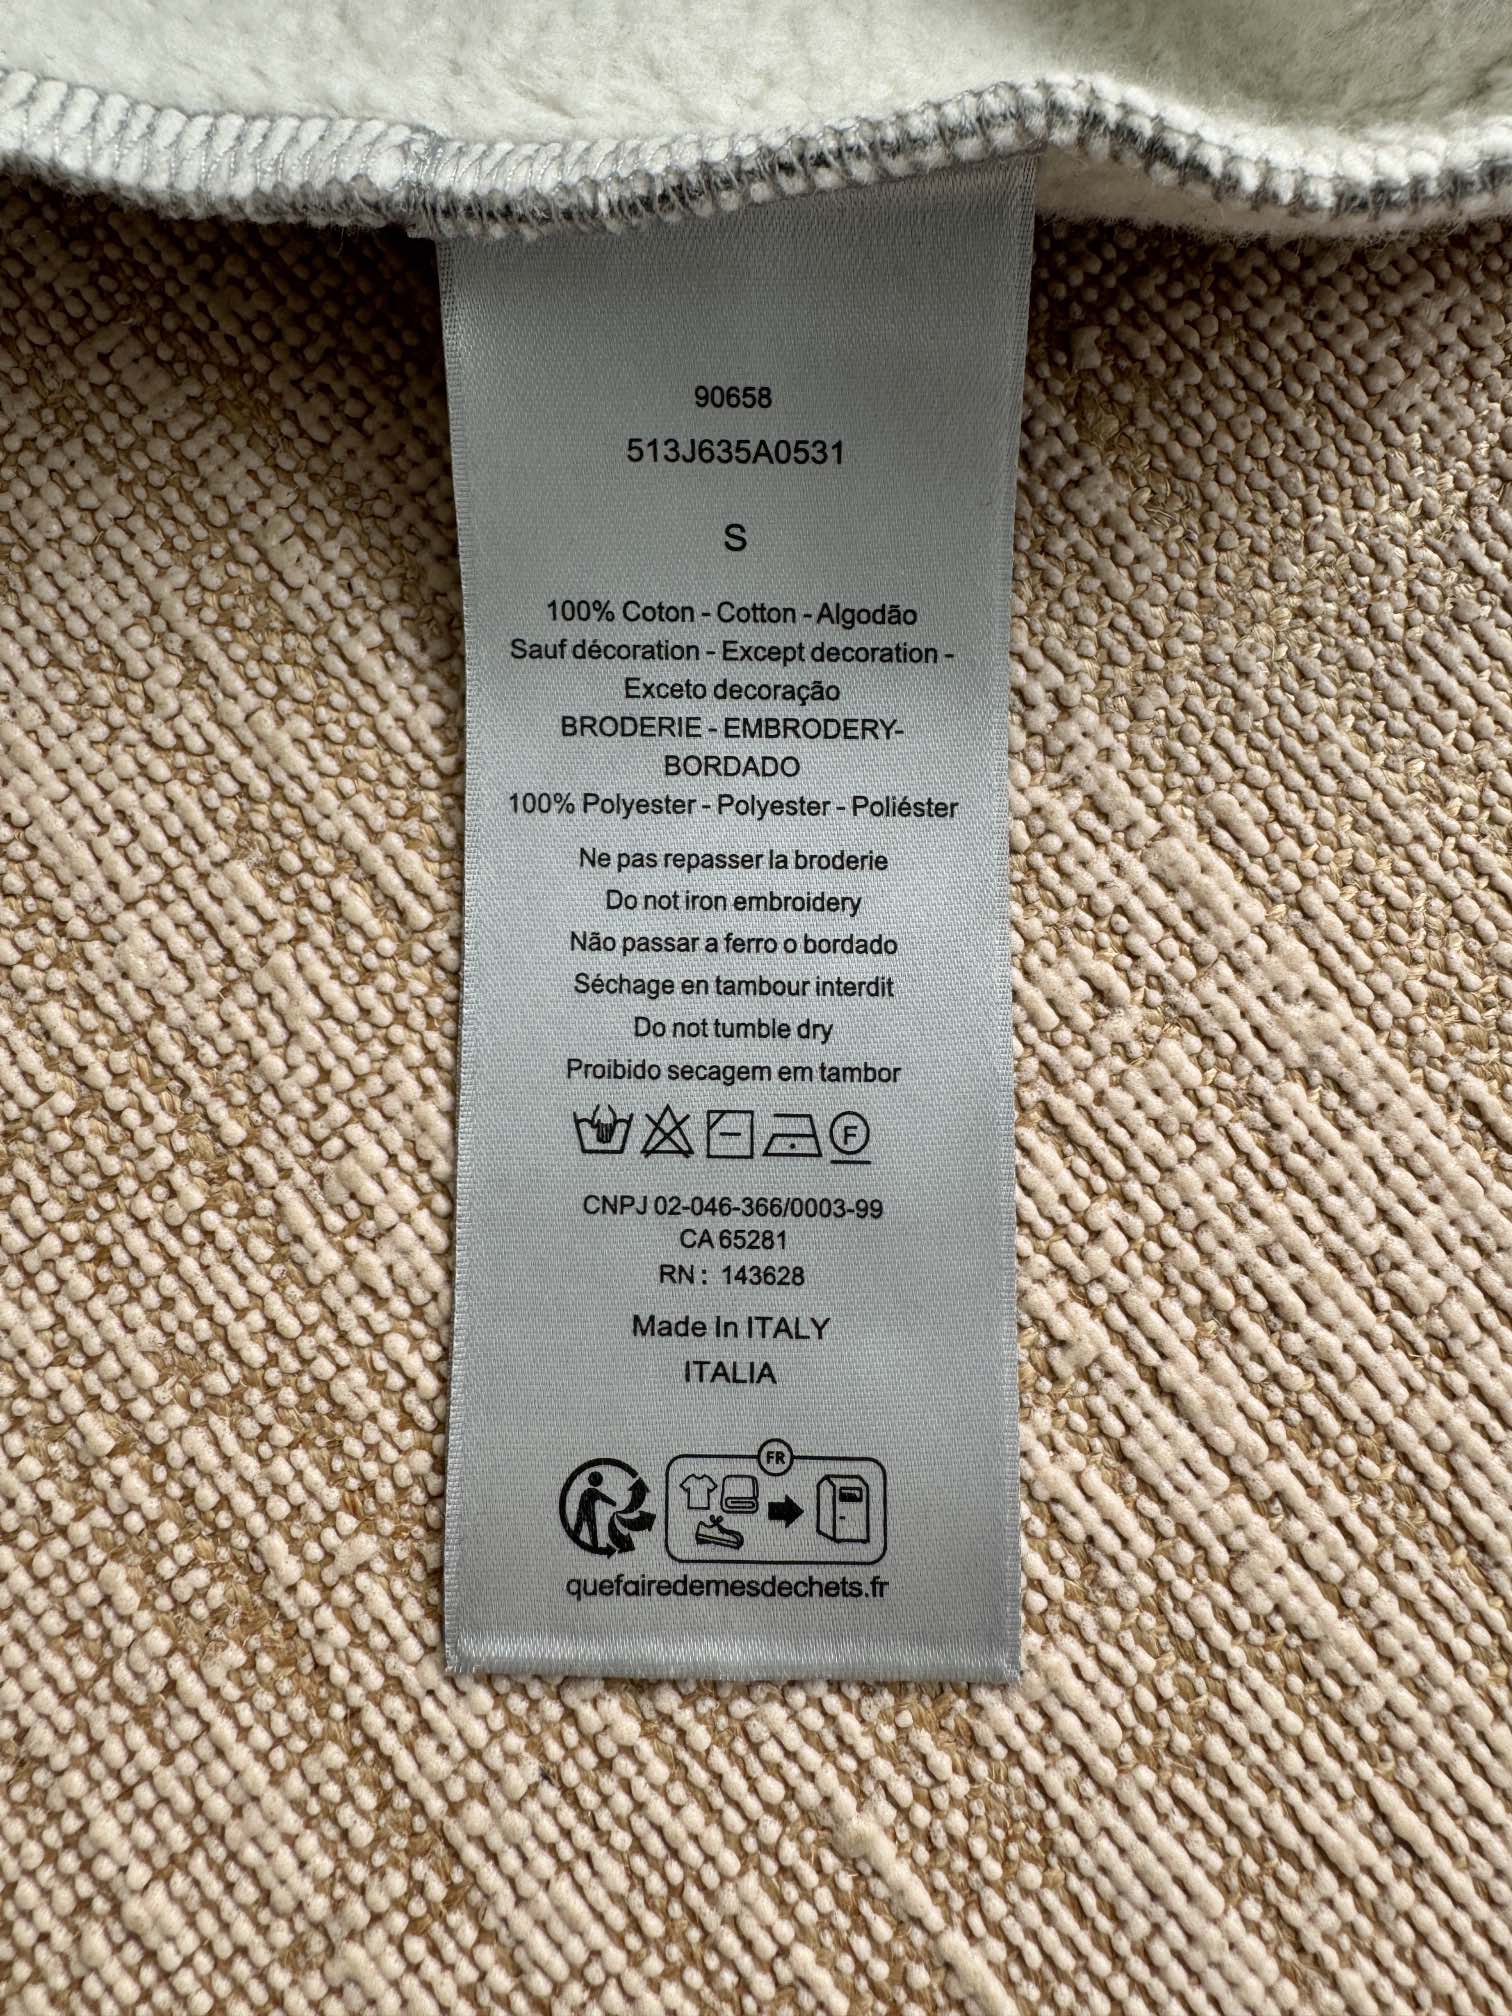 90658
513J635A0531
S
100% Coton - Cotton - Algodão
Sauf décoration - Except decoration -
Exceto decoração
BRODERIE - EMBRODERY-
BORDADO
100% Polyester - Polyester - Poliéster
Ne pas repasser la broderie
Do not iron embroidery
Não passar a ferro o bordado
Séchage en tambour interdit
Do not tumble dry
Proibido secagem em tambor
F
CNPJ 02-046-366/0003-99
CA 65281
RN : 143628
Made In ITALY
ITALIA
FR
quefairedemesdechets.fr